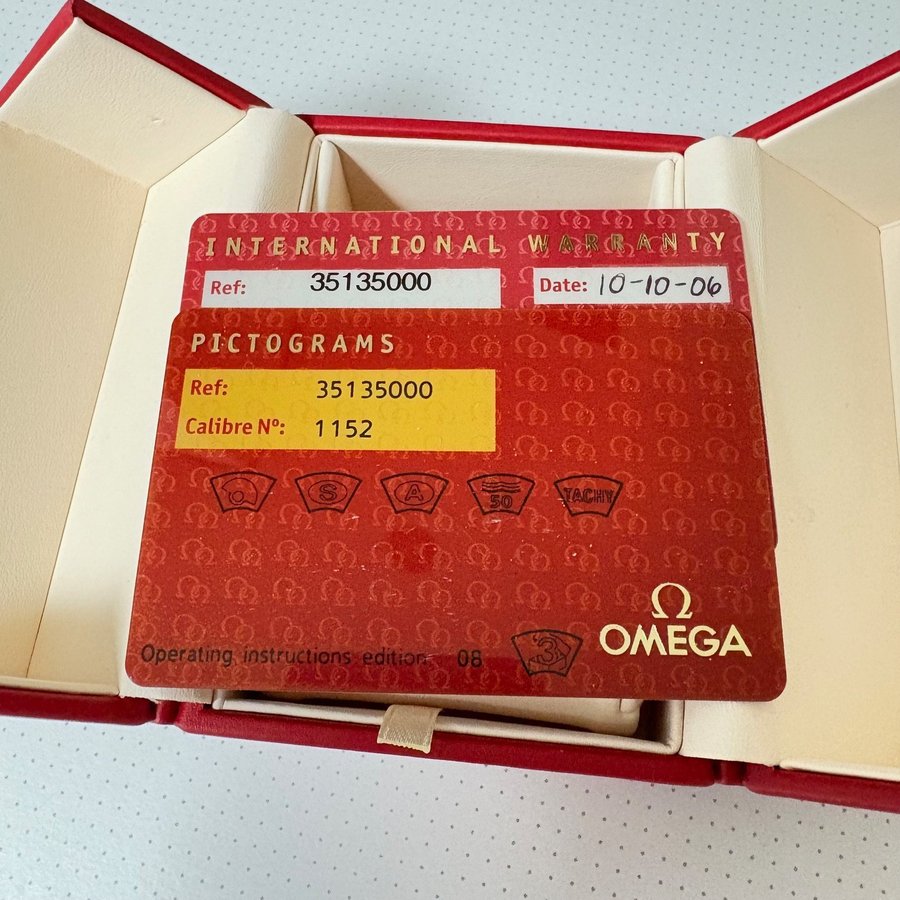 INTERNATIONAL WARRANTY
Ref: 35135000 Date: 10-10-06
PICTOGRAMS
Ref: 35135000
Calibre Nº: 1152
S A 50 TACHY
Ω
OMEGA
Operating instructions edition 08 3